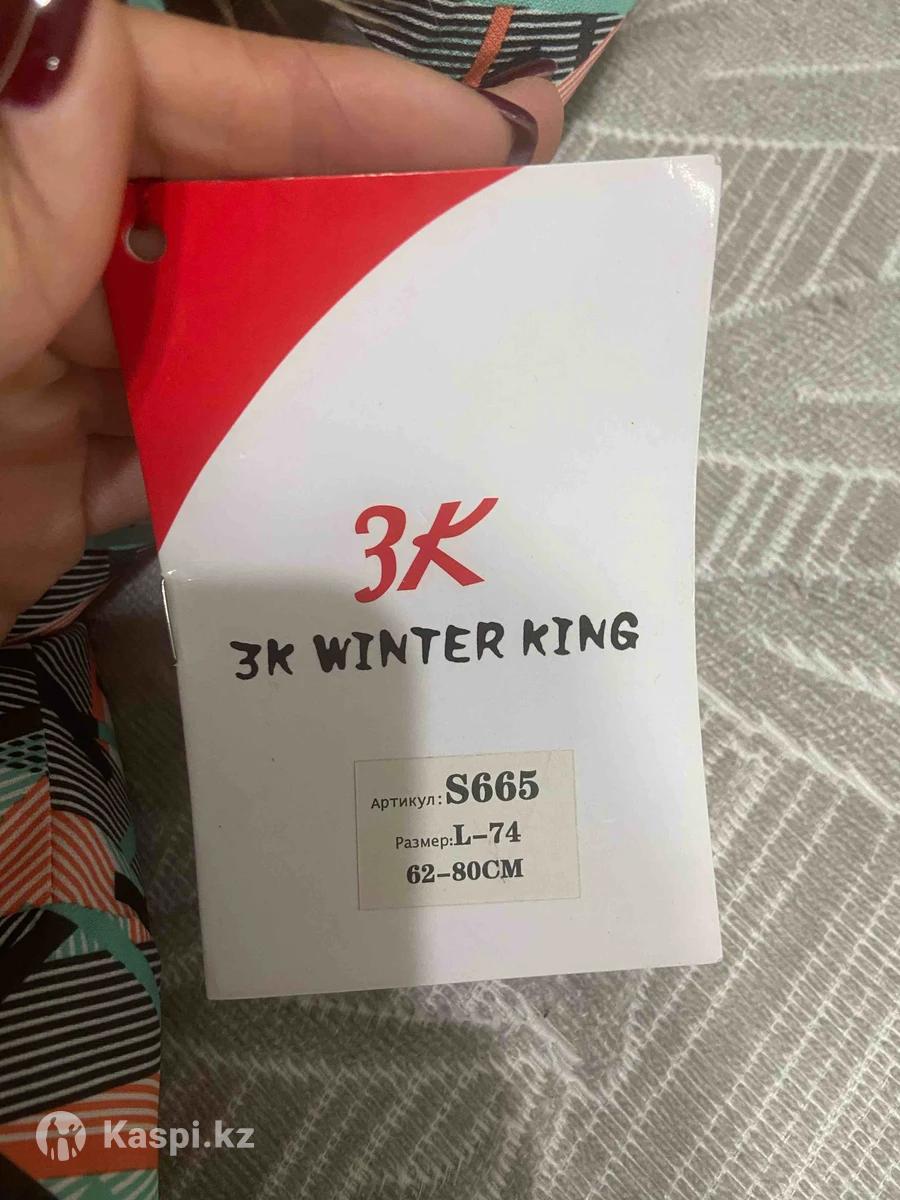 3K
3K WINTER KING
Артикул: S665
Размер: L-74
62-80CM
Kaspi.kz